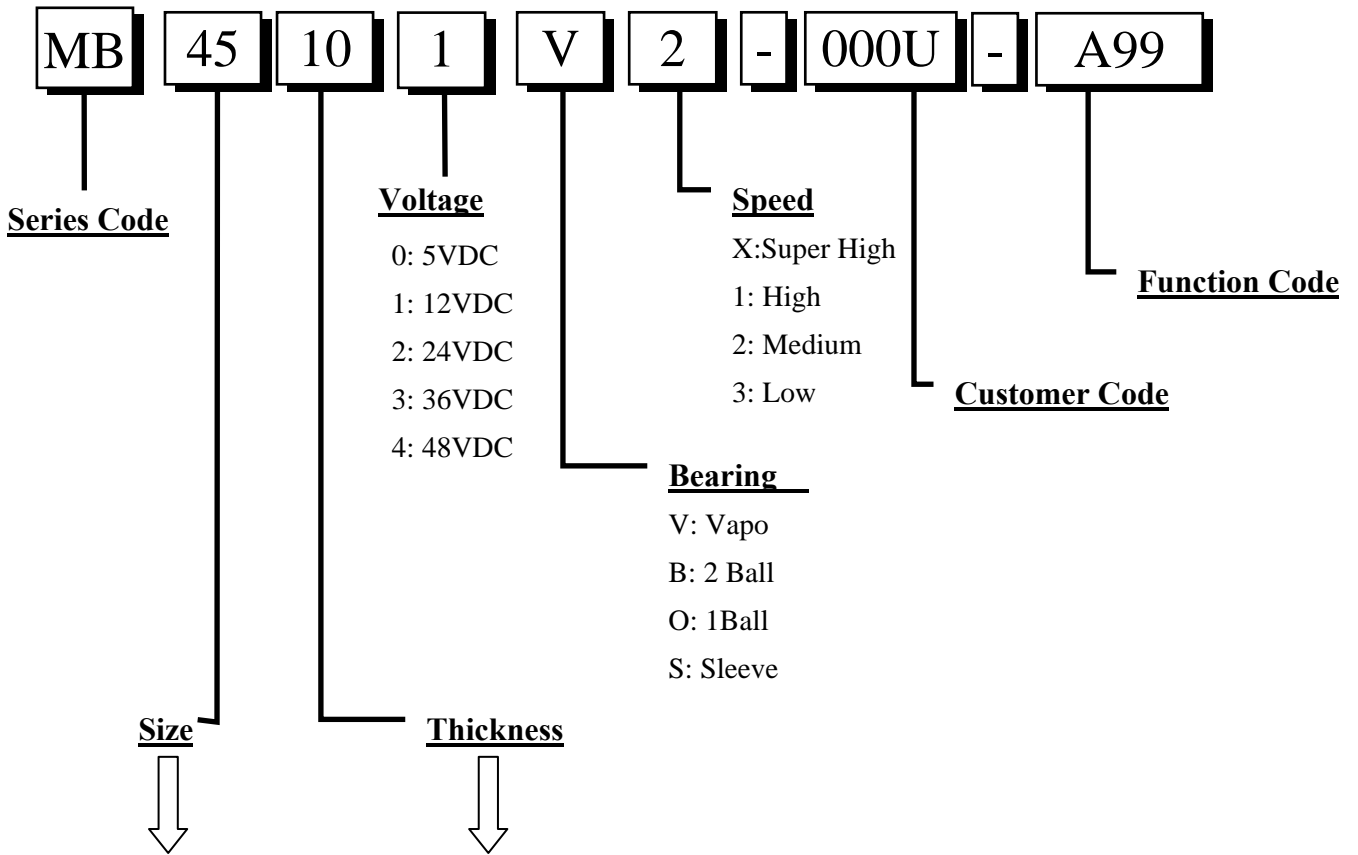 MB 45 10 1 V 2 - 000U - A99
Series Code
Voltage
0: 5VDC
1: 12VDC
2: 24VDC
3: 36VDC
4: 48VDC
Speed
X:Super High
1: High
2: Medium
3: Low
Function Code
Customer Code
Bearing
V: Vapo
B: 2 Ball
O: 1Ball
S: Sleeve
Size
Thickness